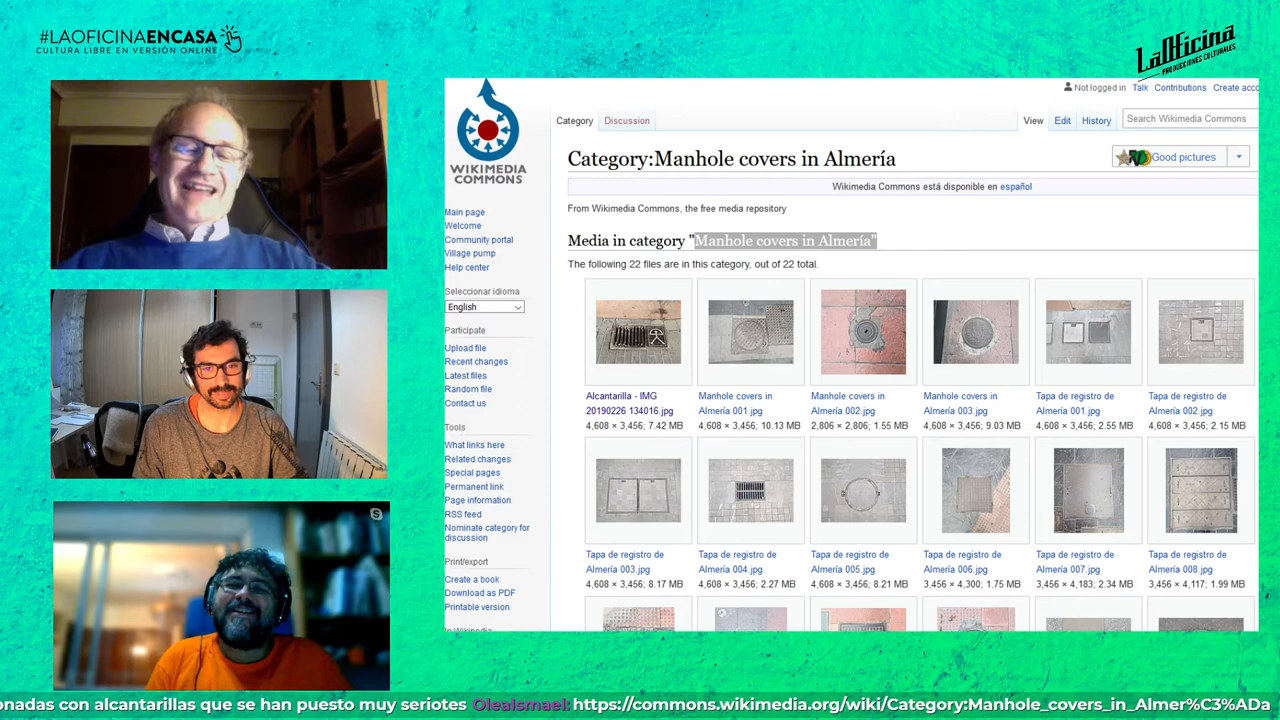 #LAOFICINAENCASA
CULTURA LIBRE EN VERSIÓN ONLINE
LaOficina
PRODUCCIONES CULTURALES
Not logged in Talk Contributions Create acco
Category Discussion View Edit History Search Wikimedia Commons
WIKIMEDIA
COMMONS
Category:Manhole covers in Almería
Good pictures
Wikimedia Commons está disponible en español
From Wikimedia Commons, the free media repository
Media in category "Manhole covers in Almería"
The following 22 files are in this category, out of 22 total.
Main page
Welcome
Community portal
Village pump
Help center
Seleccionar idioma
English
Participate
Upload file
Recent changes
Latest files
Random file
Contact us
Tools
What links here
Related changes
Special pages
Permanent link
Page information
RSS feed
Nominate category for
discussion
Print/export
Create a book
Download as PDF
Printable version
In Wikipedia
Alcantarilla - IMG
20190226 134016.jpg
4,608 × 3,456; 7.42 MB
Manhole covers in
Almería 001.jpg
4,608 × 3,456; 10.13 MB
Manhole covers in
Almería 002.jpg
2,806 × 2,806; 1.55 MB
Manhole covers in
Almería 003.jpg
4,608 × 3,456; 9.03 MB
Tapa de registro de
Almería 001.jpg
4,608 × 3,456; 2.55 MB
Tapa de registro de
Almería 002.jpg
4,608 × 3,456; 2.15 MB
Tapa de registro de
Almería 003.jpg
4,608 × 3,456; 8.17 MB
Tapa de registro de
Almería 004.jpg
4,608 × 3,456; 2.27 MB
Tapa de registro de
Almería 005.jpg
4,608 × 3,456; 8.21 MB
Tapa de registro de
Almería 006.jpg
3,456 × 4,300; 1.75 MB
Tapa de registro de
Almería 007.jpg
3,456 × 4,183; 2.34 MB
Tapa de registro de
Almería 008.jpg
3,456 × 4,117; 1.99 MB
onadas con alcantarillas que se han puesto muy seriotes OleaIsmael: https://commons.wikimedia.org/wiki/Category:Manhole_covers_in_Almer%C3%ADa